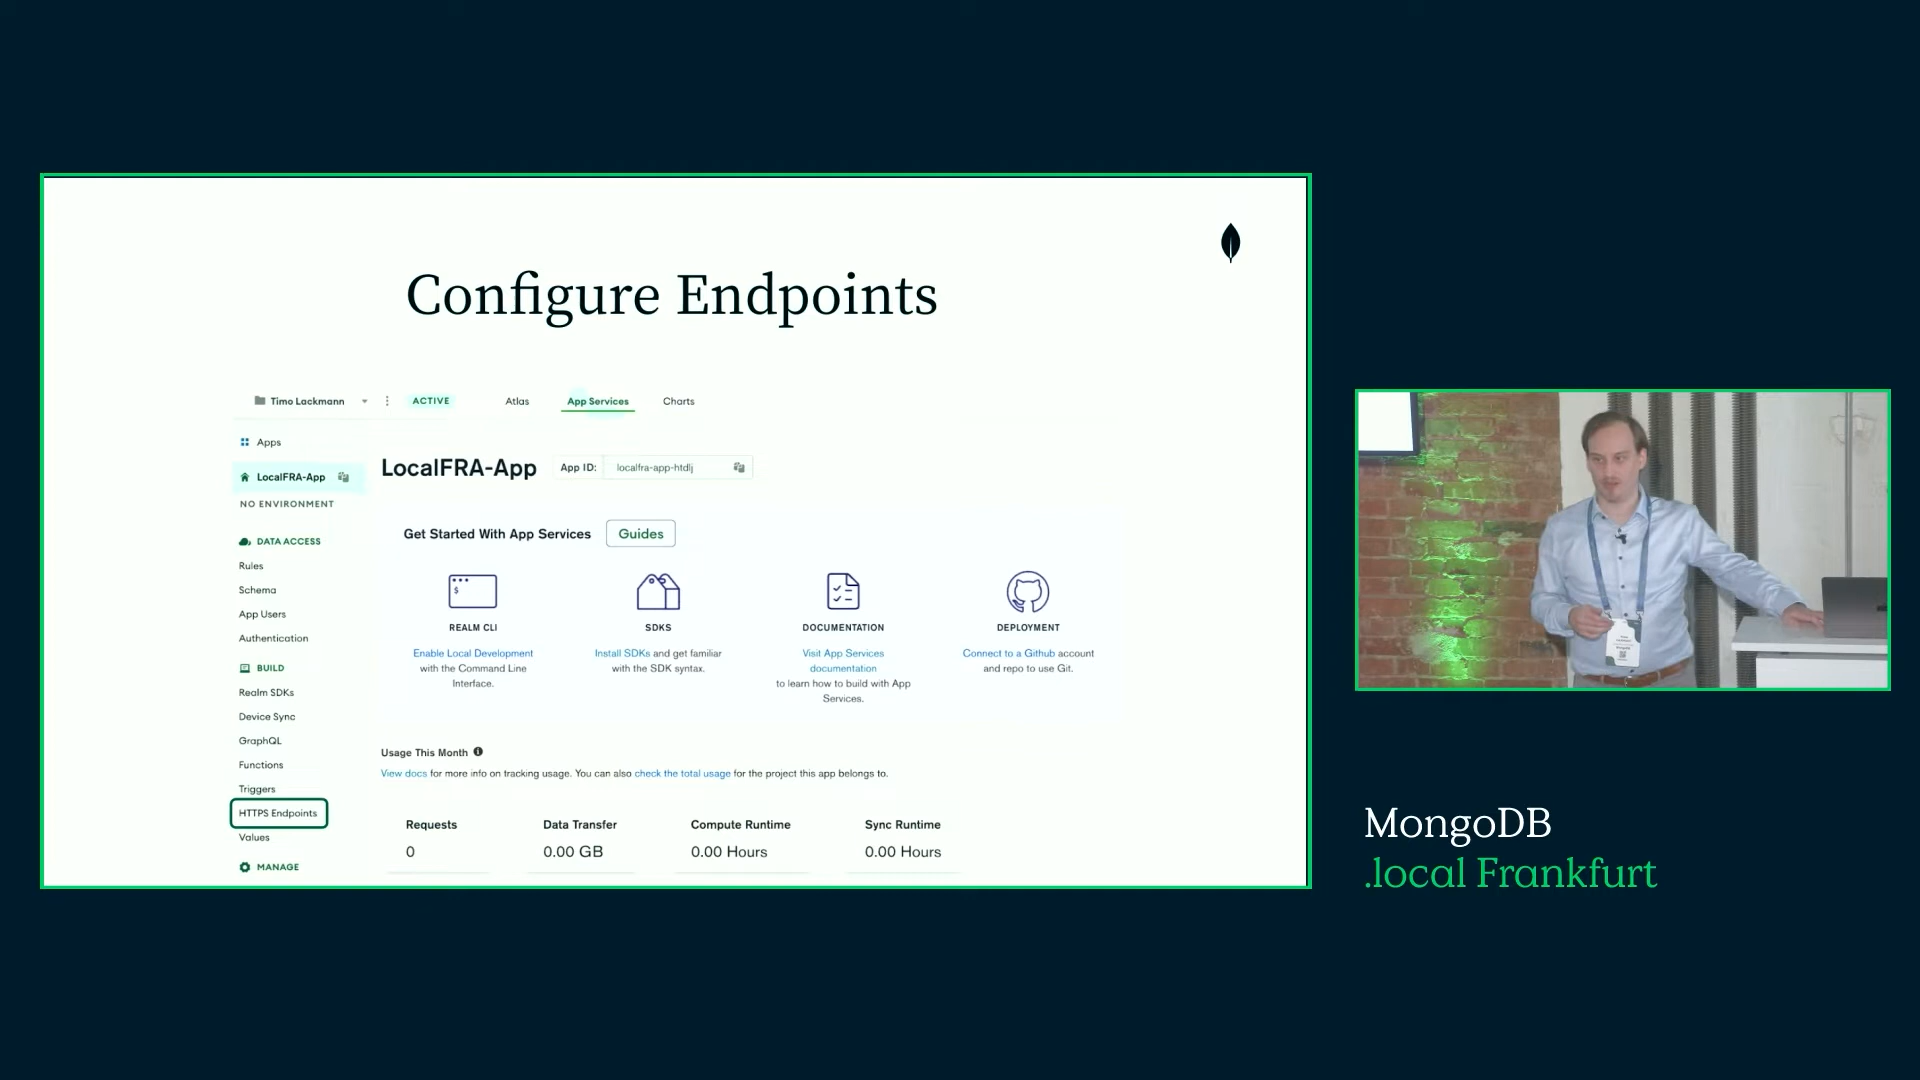 Configure Endpoints
Timo Lackmann
ACTIVE
Atlas
App Services
Charts
Apps
LocalFRA-App
NO ENVIRONMENT
DATA ACCESS
Rules
Schema
App Users
Authentication
BUILD
Realm SDKs
Device Sync
GraphQL
Functions
Triggers
HTTPS Endpoints
Values
MANAGE
LocalFRA-App
App ID:
localfra-app-htdlj
Get Started With App Services
Guides
$
REALM CLI
Enable Local Development
with the Command Line
Interface.
SDKS
Install SDKs and get familiar
with the SDK syntax.
DOCUMENTATION
Visit App Services
documentation
to learn how to build with App
Services.
DEPLOYMENT
Connect to a Github account
and repo to use Git.
Usage This Month
View docs for more info on tracking usage. You can also check the total usage for the project this app belongs to.
Requests
0
Data Transfer
0.00 GB
Compute Runtime
0.00 Hours
Sync Runtime
0.00 Hours
MongoDB
.local Frankfurt